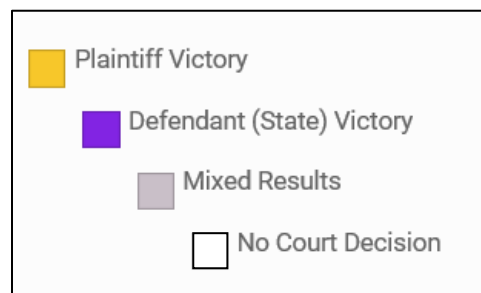 Plaintiff Victory
Defendant (State) Victory
Mixed Results
No Court Decision